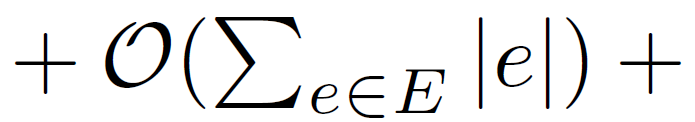 + 𝒪(∑_{e∈E} |e|) +